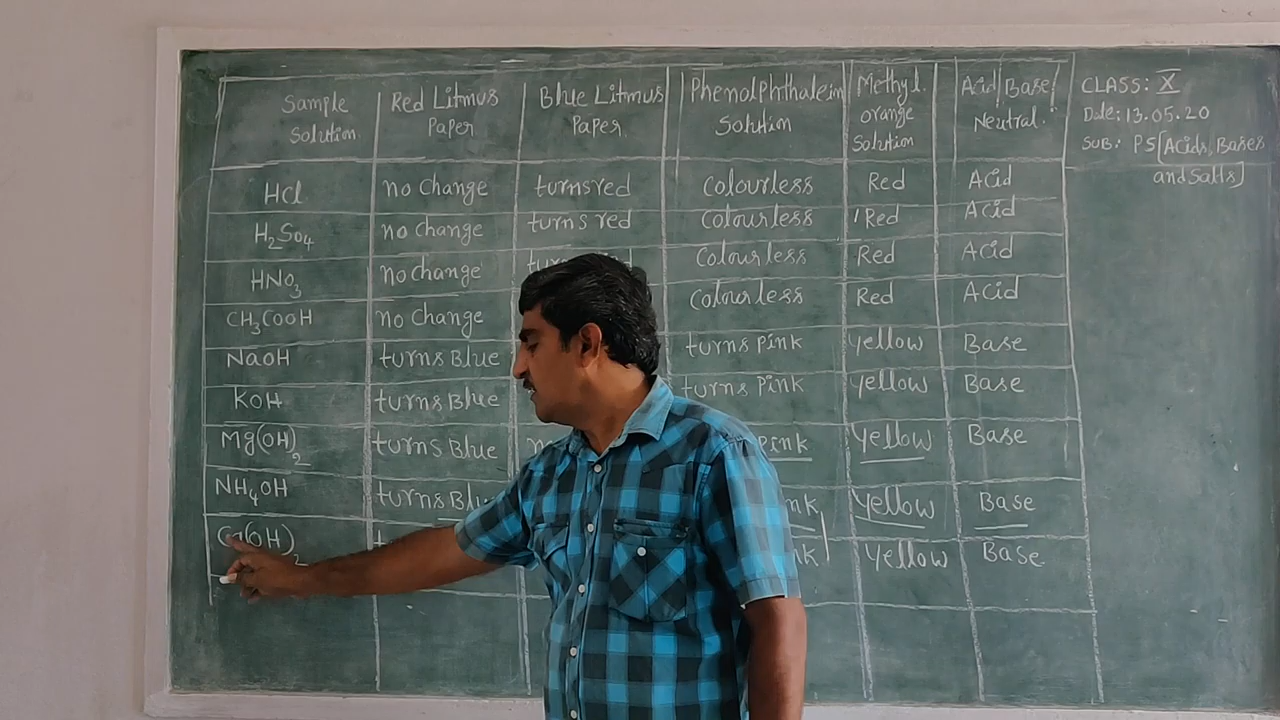 Sample Solution
Red Litmus Paper
Blue Litmus Paper
Phenolphthalein Solution
Methyl. orange Solution
Acid/Base/ Neutral.
HCl no change turns red Colourless Red Acid
H2SO4 no change turns red Colourless Red Acid
HNO3 no change Colourless Red Acid
CH3COOH no Change Colourless Red Acid
NaOH turns Blue turns Pink yellow Base
KOH turns Blue turns Pink yellow Base
Mg(OH)2 turns Blue Pink yellow Base
NH4OH turns yellow Base
Ca(OH)2 yellow Base
CLASS: X
Date: 13.05.20
SUB: PS[Acids, Bases
and Salts]